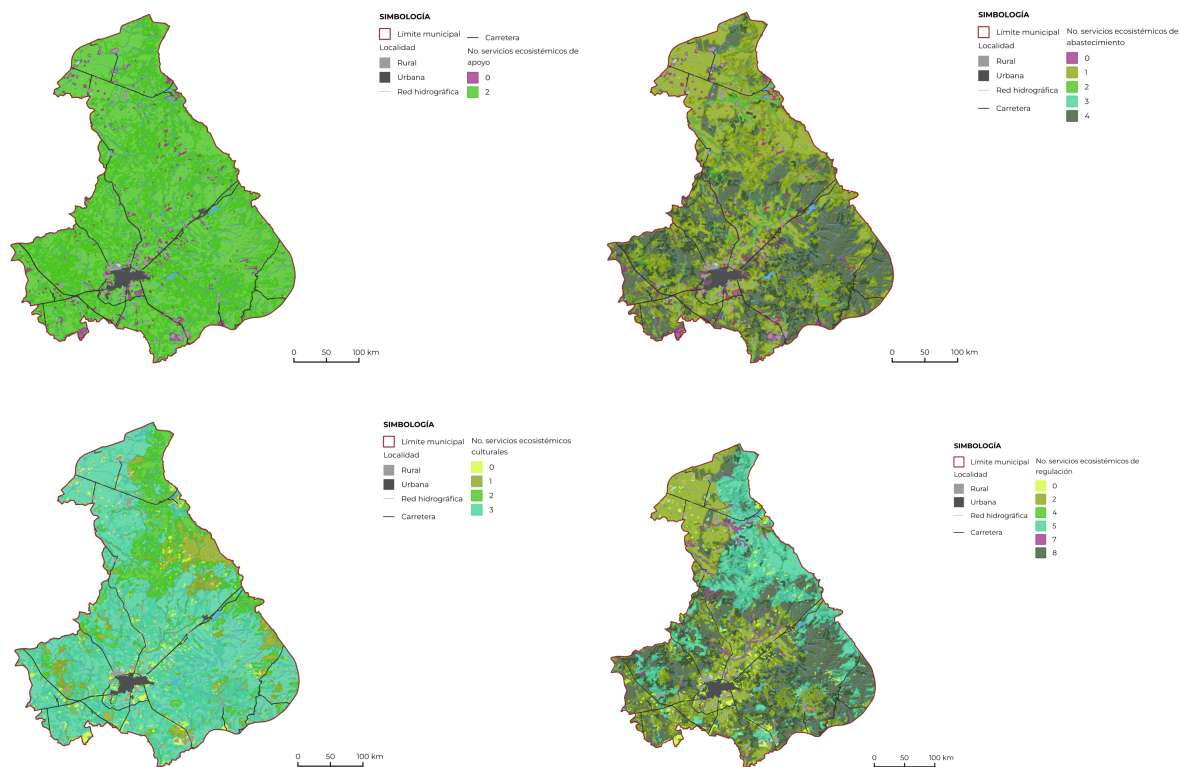 SIMBOLOGÍA
Límite municipal
Localidad
Rural
Urbana
Red hidrográfica
Carretera
No. servicios ecosistémicos de
apoyo
0
2
0 50 100 km
SIMBOLOGÍA
Límite municipal
Localidad
Rural
Urbana
Red hidrográfica
Carretera
No. servicios ecosistémicos de
abastecimiento
0
1
2
3
4
0 50 100 km
SIMBOLOGÍA
Límite municipal
Localidad
Rural
Urbana
Red hidrográfica
Carretera
No. servicios ecosistémicos
culturales
0
1
2
3
0 50 100 km
SIMBOLOGÍA
Límite municipal
Localidad
Rural
Urbana
Red hidrográfica
Carretera
No. servicios ecosistémicos de
regulación
0
2
4
5
7
8
0 50 100 km